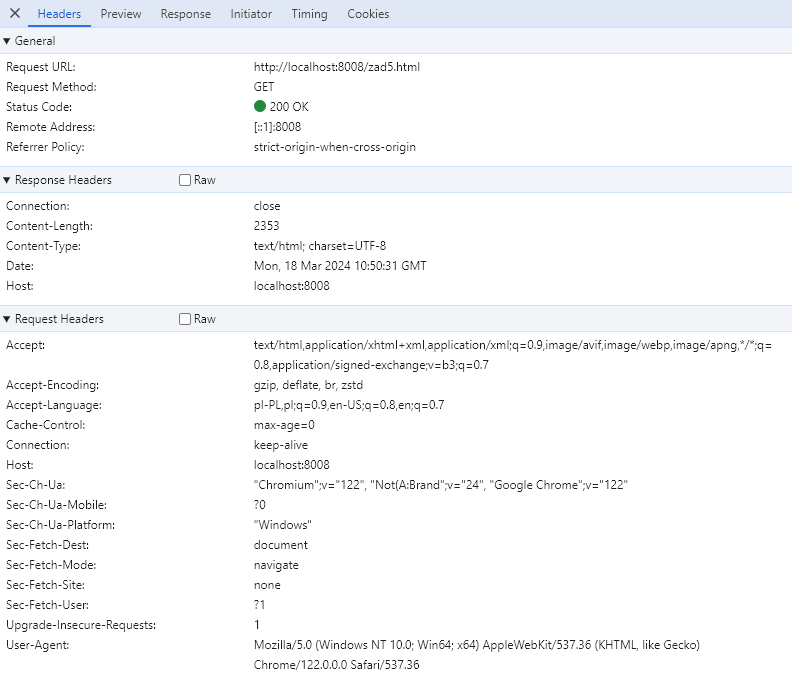 Headers Preview Response Initiator Timing Cookies
General
Request URL: http://localhost:8008/zad5.html
Request Method: GET
Status Code: 200 OK
Remote Address: [::1]:8008
Referrer Policy: strict-origin-when-cross-origin
Response Headers Raw
Connection: close
Content-Length: 2353
Content-Type: text/html; charset=UTF-8
Date: Mon, 18 Mar 2024 10:50:31 GMT
Host: localhost:8008
Request Headers Raw
Accept: text/html,application/xhtml+xml,application/xml;q=0.9,image/avif,image/webp,image/apng,*/*;q=
0.8,application/signed-exchange;v=b3;q=0.7
Accept-Encoding: gzip, deflate, br, zstd
Accept-Language: pl-PL,pl;q=0.9,en-US;q=0.8,en;q=0.7
Cache-Control: max-age=0
Connection: keep-alive
Host: localhost:8008
Sec-Ch-Ua: "Chromium";v="122", "Not(A:Brand";v="24", "Google Chrome";v="122"
Sec-Ch-Ua-Mobile: ?0
Sec-Ch-Ua-Platform: "Windows"
Sec-Fetch-Dest: document
Sec-Fetch-Mode: navigate
Sec-Fetch-Site: none
Sec-Fetch-User: ?1
Upgrade-Insecure-Requests: 1
User-Agent: Mozilla/5.0 (Windows NT 10.0; Win64; x64) AppleWebKit/537.36 (KHTML, like Gecko)
Chrome/122.0.0.0 Safari/537.36